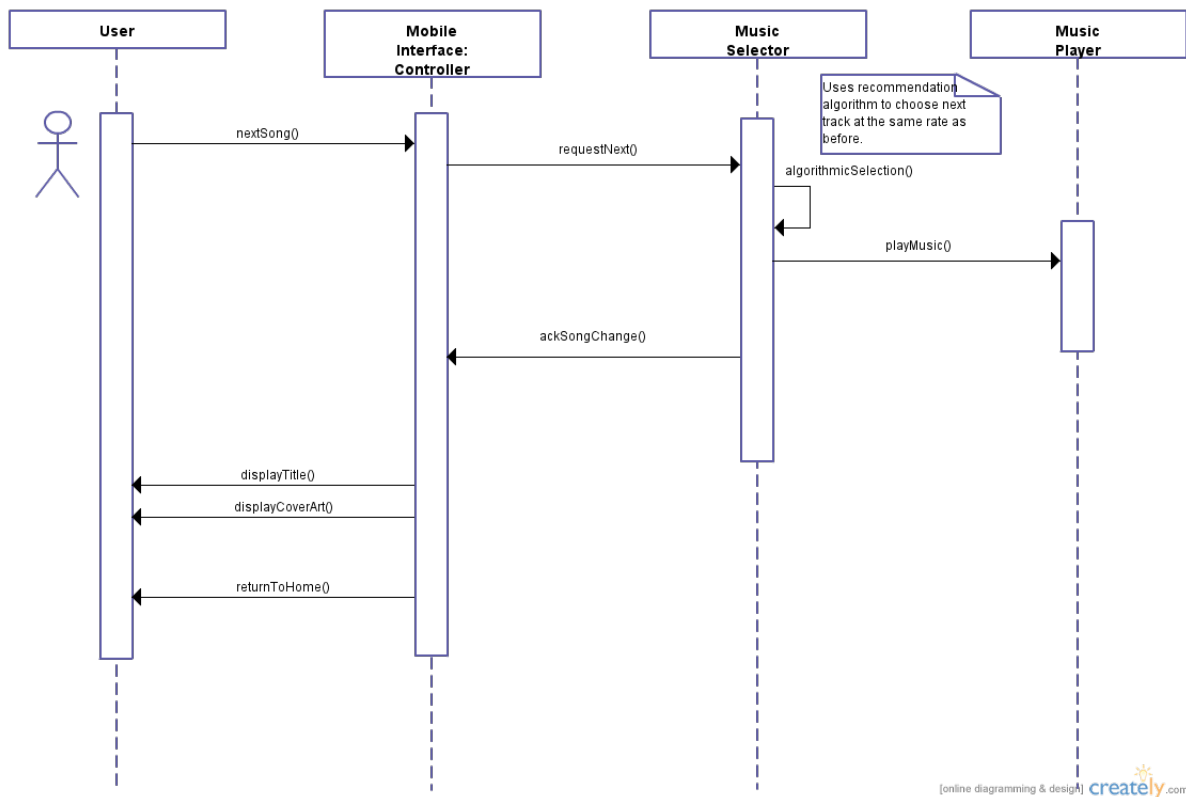 User
Mobile
Interface:
Controller
Music
Selector
Music
Player
Uses recommendation
algorithm to choose next
track at the same rate as
before.
nextSong()
requestNext()
algorithmicSelection()
playMusic()
ackSongChange()
displayTitle()
displayCoverArt()
returnToHome()
[online diagramming & design] creately.com